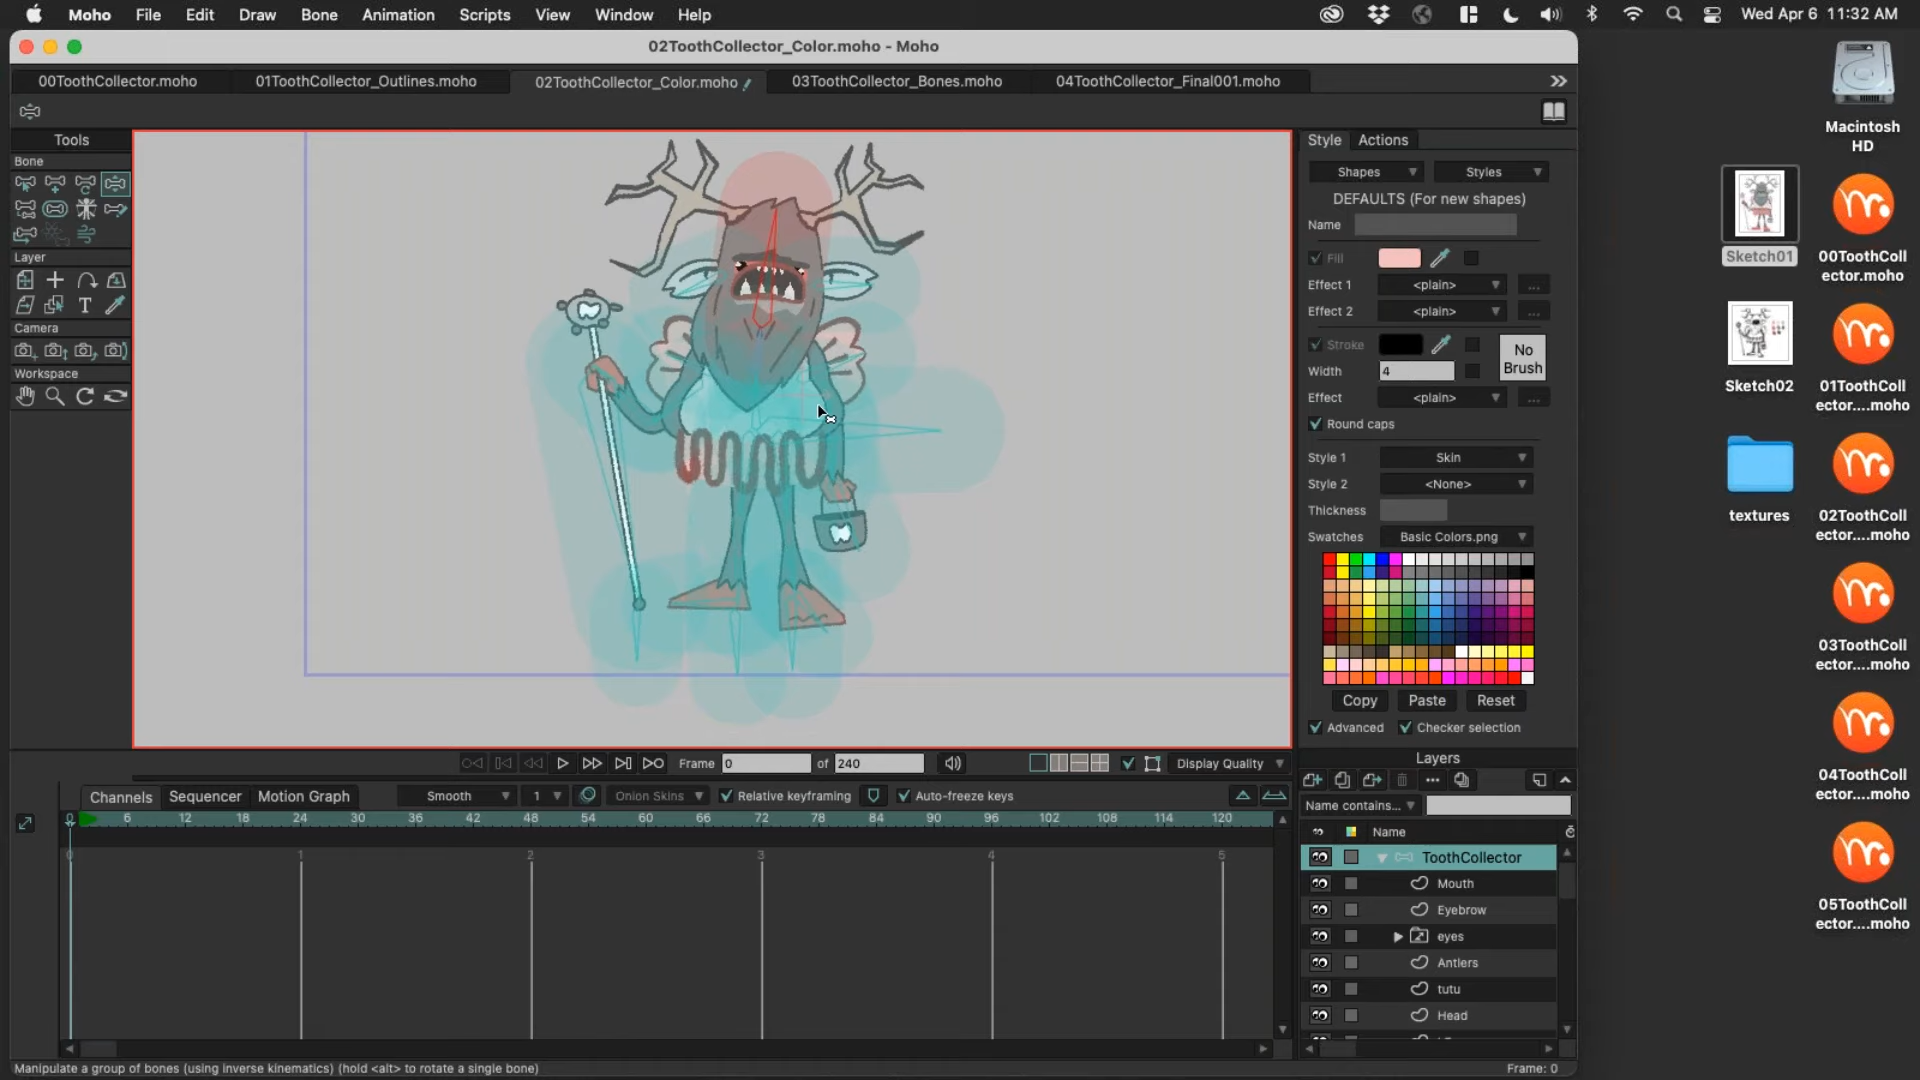 Moho File Edit Draw Bone Animation Scripts View Window Help Wed Apr 6 11:32 AM
02ToothCollector_Color.moho - Moho
00ToothCollector.moho 01ToothCollector_Outlines.moho 02ToothCollector_Color.moho 03ToothCollector_Bones.moho 04ToothCollector_Final001.moho
Tools
Bone
Layer
Camera
Workspace
Style Actions
Shapes Styles
DEFAULTS (For new shapes)
Name
Fill
Effect 1 <plain> ...
Effect 2 <plain> ...
Stroke
No Brush
Width 4
Effect <plain> ...
Round caps
Style 1 Skin
Style 2 <None>
Thickness
Swatches Basic Colors.png
Copy Paste Reset
Advanced Checker selection
Frame 0 of 240 Display Quality
Channels Sequencer Motion Graph Smooth 1 Onion Skins Relative keyframing Auto-freeze keys
0 6 12 18 24 30 36 42 48 54 60 66 72 78 84 90 96 102 108 114 120
0 1 2 3 4 5
Layers
Name contains...
Name
ToothCollector
Mouth
Eyebrow
eyes
Antlers
tutu
Head
Manipulate a group of bones (using inverse kinematics) (hold <alt> to rotate a single bone) Frame: 0
Macintosh
HD
Sketch01
00ToothColl
ector.moho
Sketch02
01ToothColl
ector....moho
textures
02ToothColl
ector....moho
03ToothColl
ector....moho
04ToothColl
ector....moho
05ToothColl
ector....moho